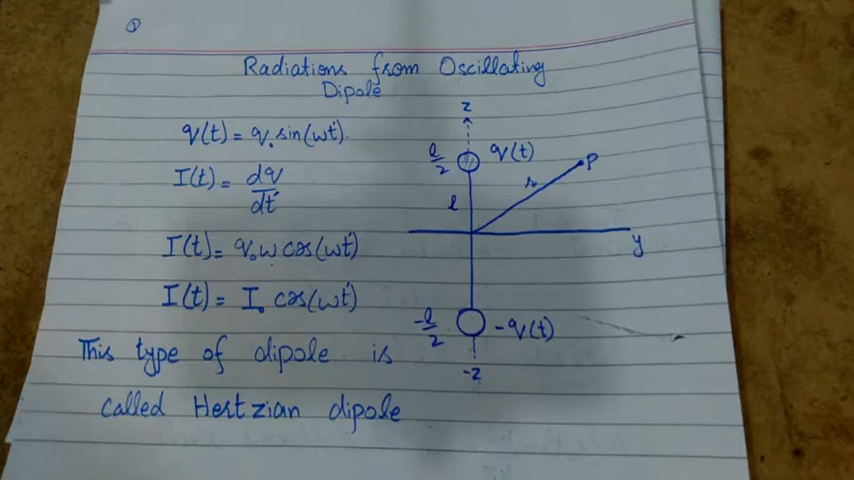 ①
Radiations from Oscillating
Dipole
q(t) = q₀ sin(ωt')
I(t) = dq/dt'
I(t) = q₀ω cos(ωt')
I(t) = I₀ cos(ωt')
This type of dipole is
called Hertzian dipole
z
l/2 q(t)
P
r
l
y
-l/2 -q(t)
-z